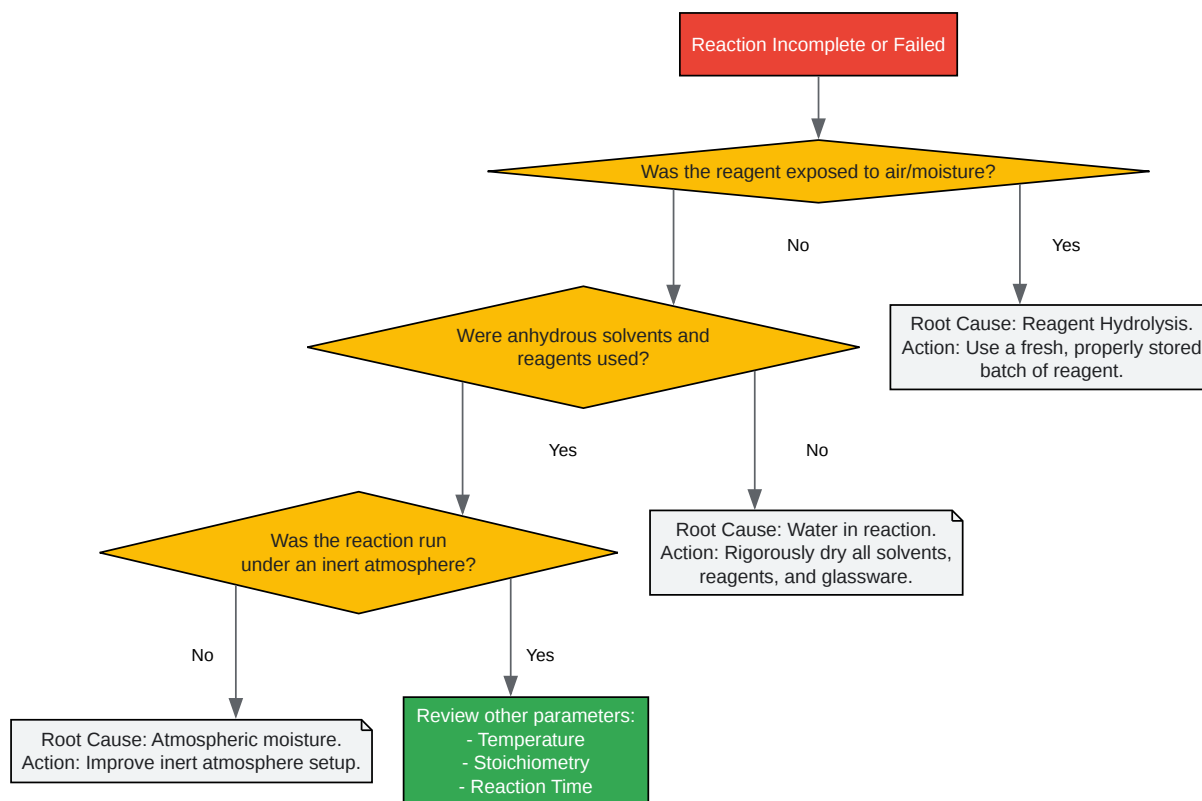 Reaction Incomplete or Failed
Was the reagent exposed to air/moisture?
No
Yes
Were anhydrous solvents and
reagents used?
Root Cause: Reagent Hydrolysis.
Action: Use a fresh, properly stored
batch of reagent.
Yes
No
Was the reaction run
under an inert atmosphere?
Root Cause: Water in reaction.
Action: Rigorously dry all solvents,
reagents, and glassware.
No
Yes
Root Cause: Atmospheric moisture.
Action: Improve inert atmosphere setup.
Review other parameters:
- Temperature
- Stoichiometry
- Reaction Time